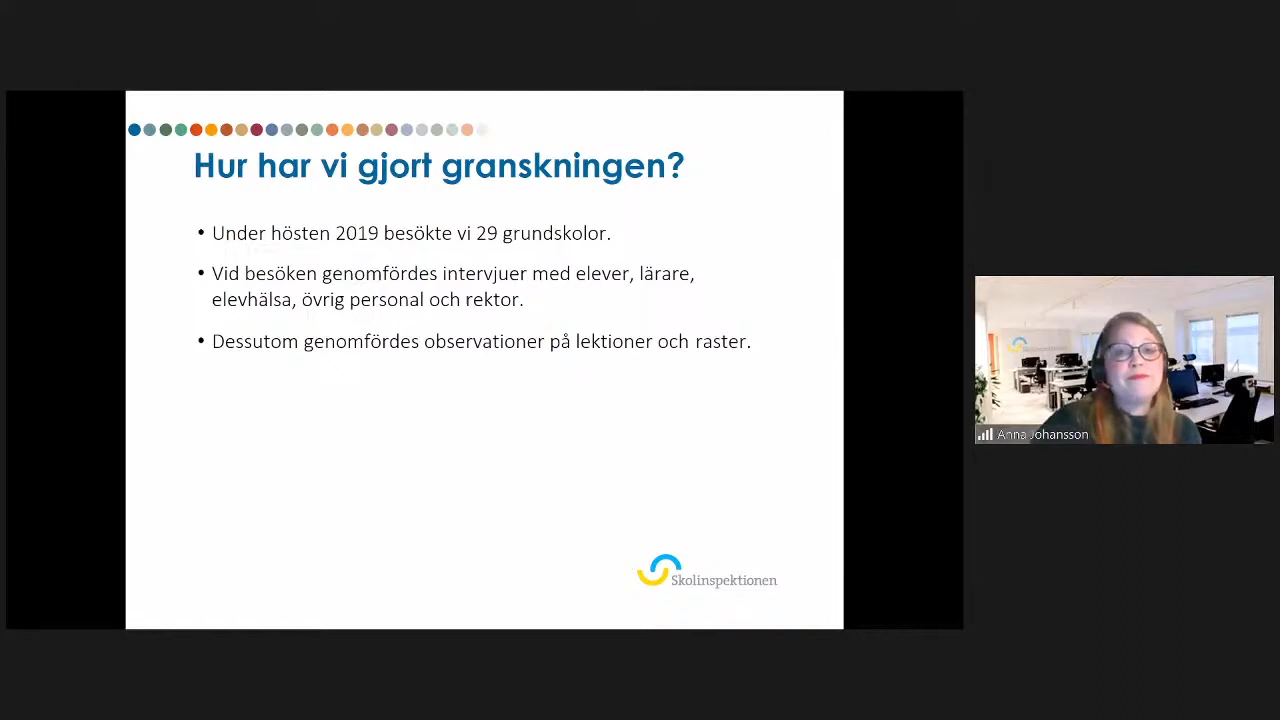 Hur har vi gjort granskningen?
• Under hösten 2019 besökte vi 29 grundskolor.
• Vid besöken genomfördes intervjuer med elever, lärare,
elevhälsa, övrig personal och rektor.
• Dessutom genomfördes observationer på lektioner och raster.
Skolinspektionen
Anna Johansson